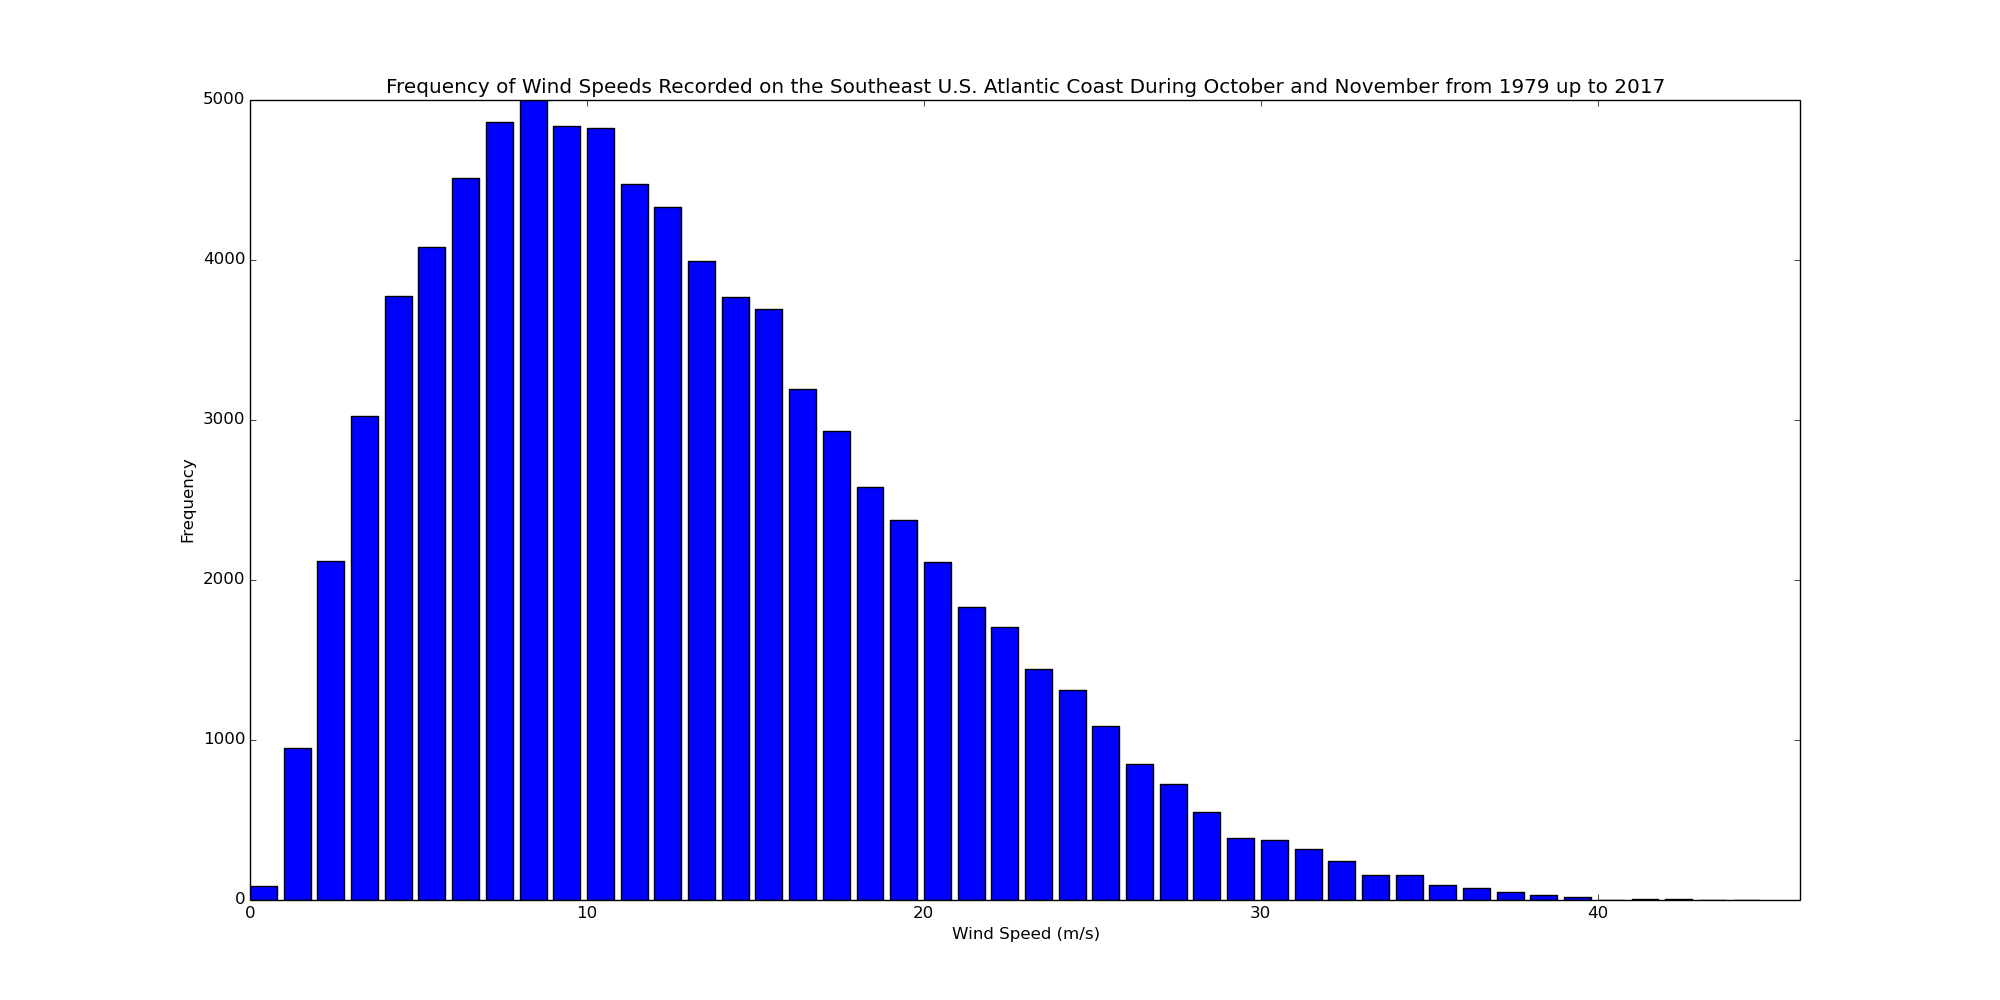 Frequency of Wind Speeds Recorded on the Southeast U.S. Atlantic Coast During October and November from 1979 up to 2017
5000
4000
3000
2000
1000
0
Frequency
0 10 20 30 40
Wind Speed (m/s)